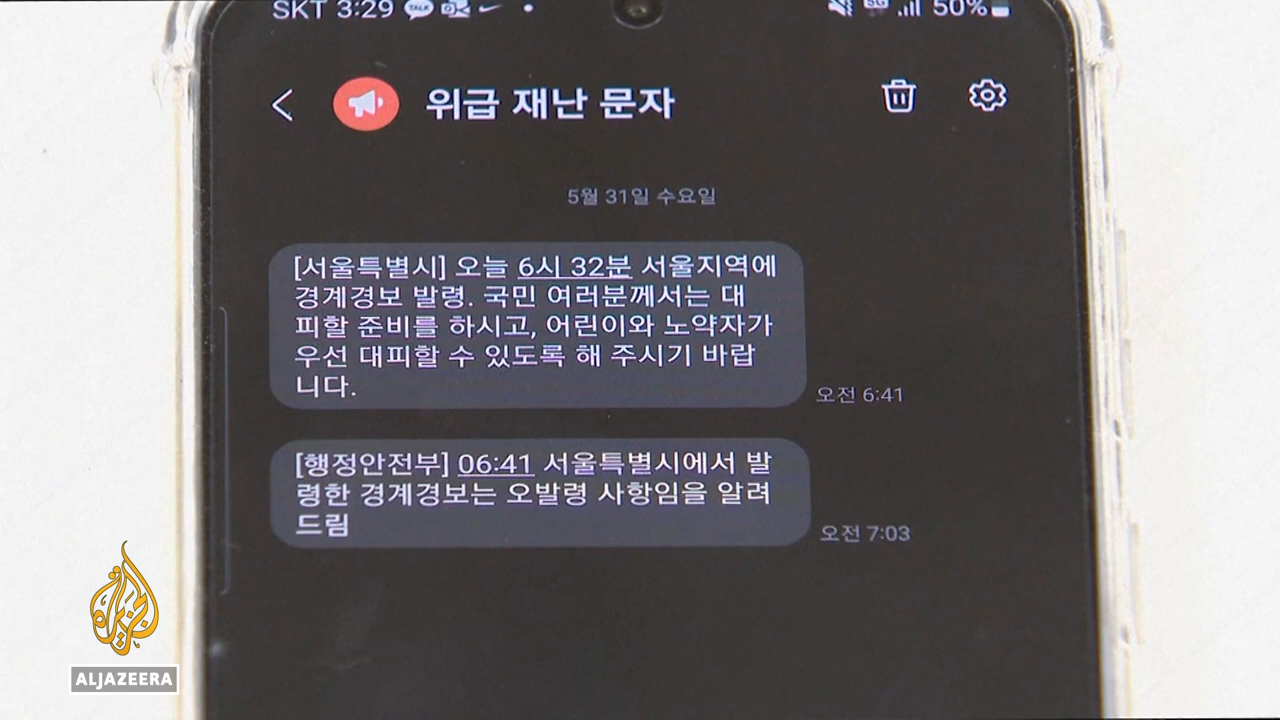 SKT 3:29 TALK 5G 50%
위급 재난 문자
5월 31일 수요일
[서울특별시] 오늘 6시 32분 서울지역에
경계경보 발령. 국민 여러분께서는 대
피할 준비를 하시고, 어린이와 노약자가
우선 대피할 수 있도록 해 주시기 바랍
니다.
오전 6:41
[행정안전부] 06:41 서울특별시에서 발
령한 경계경보는 오발령 사항임을 알려
드림
오전 7:03
الجزيرة
ALJAZEERA